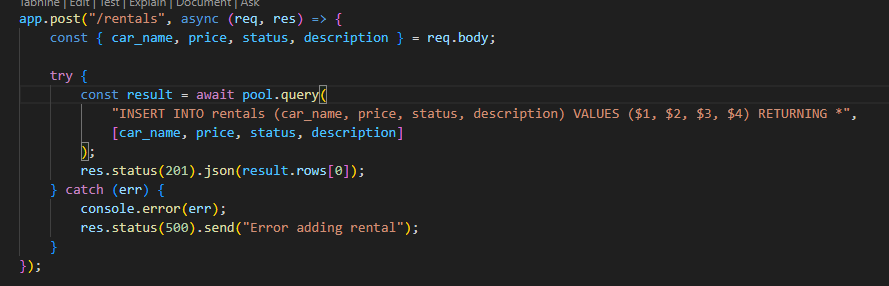 Tabnine | Edit | Test | Explain | Document | Ask
app.post("/rentals", async (req, res) => {
    const { car_name, price, status, description } = req.body;

    try {
        const result = await pool.query(
            "INSERT INTO rentals (car_name, price, status, description) VALUES ($1, $2, $3, $4) RETURNING *",
            [car_name, price, status, description]
        );
        res.status(201).json(result.rows[0]);
    } catch (err) {
        console.error(err);
        res.status(500).send("Error adding rental");
    }
});